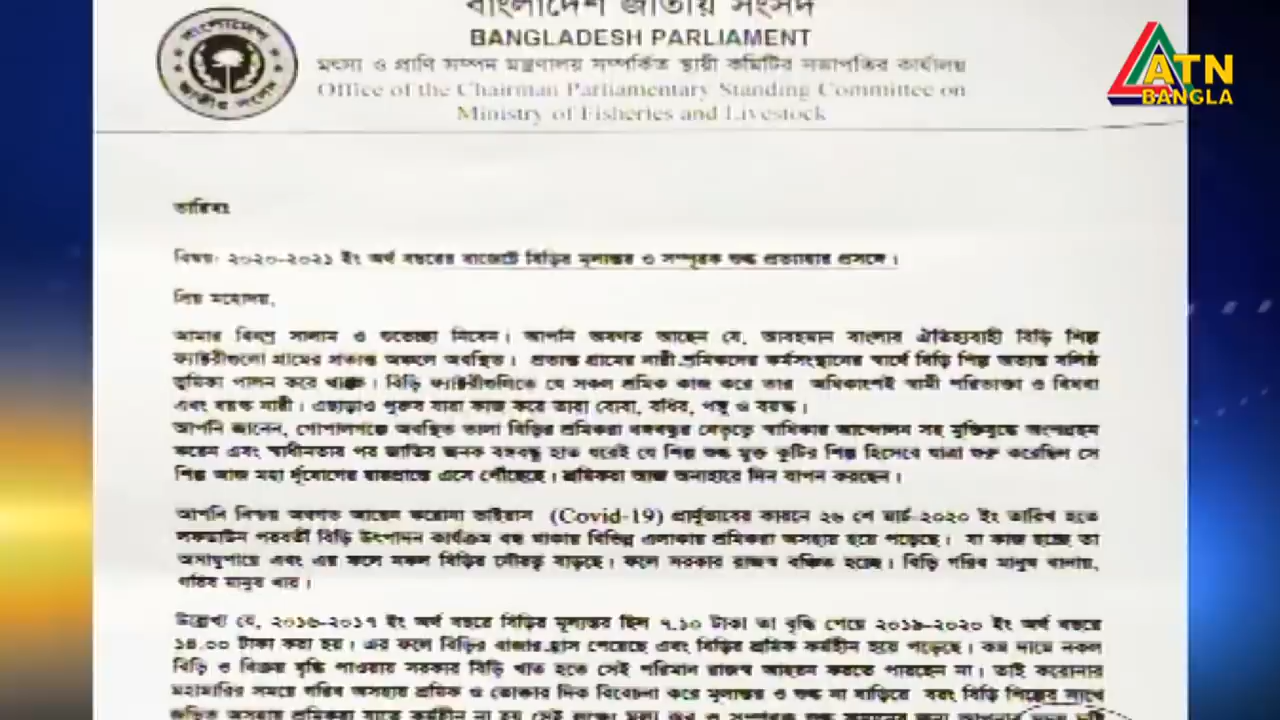 বাংলাদেশ জাতীয় সংসদ
BANGLADESH PARLIAMENT
মৎস্য ও প্রাণি সম্পদ মন্ত্রণালয় সম্পর্কিত স্থায়ী কমিটির সভাপতির কার্যালয়
Office of the Chairman Parliamentary Standing Committee on
Ministry of Fisheries and Livestock
বাংলাদেশ
জাতীয় সংসদ
ATN
BANGLA
তারিখঃ
বিষয়: ২০২০-২০২১ ইং অর্থ বছরের বাজেটে বিড়ির মূল্যস্তর ও সম্পূরক শুল্ক প্রত্যাহার প্রসঙ্গে।
প্রিয় মহোদয়,
আমার বিনম্র সালাম ও শুভেচ্ছা নিবেন। আপনি অবগত আছেন যে, আবহমান বাংলার ঐতিহ্যবাহী বিড়ি শিল্প
ফ্যাক্টরীগুলো গ্রামের প্রত্যন্ত অঞ্চলে অবস্থিত। প্রত্যন্ত গ্রামের নারী শ্রমিকদের কর্মসংস্থানের স্বার্থে বিড়ি শিল্প অত্যন্ত বলিষ্ঠ
ভূমিকা পালন করে থাকে। বিড়ি ফ্যাক্টরীগুলিতে যে সকল শ্রমিক কাজ করে তার অধিকাংশই স্বামী পরিত্যক্তা ও বিধবা
এবং বয়স্ক নারী। এছাড়াও পুরুষ যারা কাজ করে তারা বোবা, বধির, পঙ্গু ও বয়স্ক।
আপনি জানেন, গোপালগঞ্জে অবস্থিত তালা বিড়ির শ্রমিকরা বঙ্গবন্ধুর নেতৃত্বে স্বাধিকার আন্দোলন সহ মুক্তিযুদ্ধে অংশগ্রহন
করেন এবং স্বাধীনতার পর জাতির জনক বঙ্গবন্ধু হাত ধরেই যে শিল্প শুল্ক মুক্ত কুটির শিল্প হিসেবে যাত্রা শুরু করেছিল সে
শিল্প আজ মহা দূর্যোগের দ্বারপ্রান্তে এসে পৌঁছেছে। শ্রমিকরা আজ অনাহারে দিন যাপন করছেন।
আপনি নিশ্চয় অবগত আছেন করোনা ভাইরাস (Covid-19) প্রার্দুভাবের কারনে ২৬ শে মার্চ-২০২০ ইং তারিখ হতে
লকডাউন পরবর্তী বিড়ি উৎপাদন কার্যক্রম বন্ধ থাকায় বিভিন্ন এলাকায় শ্রমিকরা অসহায় হয়ে পড়েছে। যা কাজ হচ্ছে তা
অসাধুপায়ে এবং এর ফলে নকল বিড়ির দৌরত্ব বাড়ছে। ফলে সরকার রাজস্ব বঞ্চিত হচ্ছে। বিড়ি গরিব মানুষ বানায়,
গরিব মানুষ খায়।
উল্লেখ্য যে, ২০১৬-২০১৭ ইং অর্থ বছরে বিড়ির মূল্যস্তর ছিল ৭.১০ টাকা তা বৃদ্ধি পেয়ে ২০১৯-২০২০ ইং অর্থ বছরে
১৪.০০ টাকা করা হয়। এর ফলে বিড়ির বাজার হ্রাস পেয়েছে এবং বিড়ির শ্রমিক কর্মহীন হয়ে পড়েছে। কম দামে নকল
বিড়ি ও বিক্রয় বৃদ্ধি পাওয়ায় সরকার বিড়ি খাত হতে সেই পরিমান রাজস্ব আহরন করতে পারছেন না। তাই করোনার
মহামারির সময়ে গরিব অসহায় শ্রমিক ও ভোক্তার দিক বিবেচনা করে মূল্যস্তর ও শুল্ক না বাড়িয়ে বরং বিড়ি শিল্পের সাথে